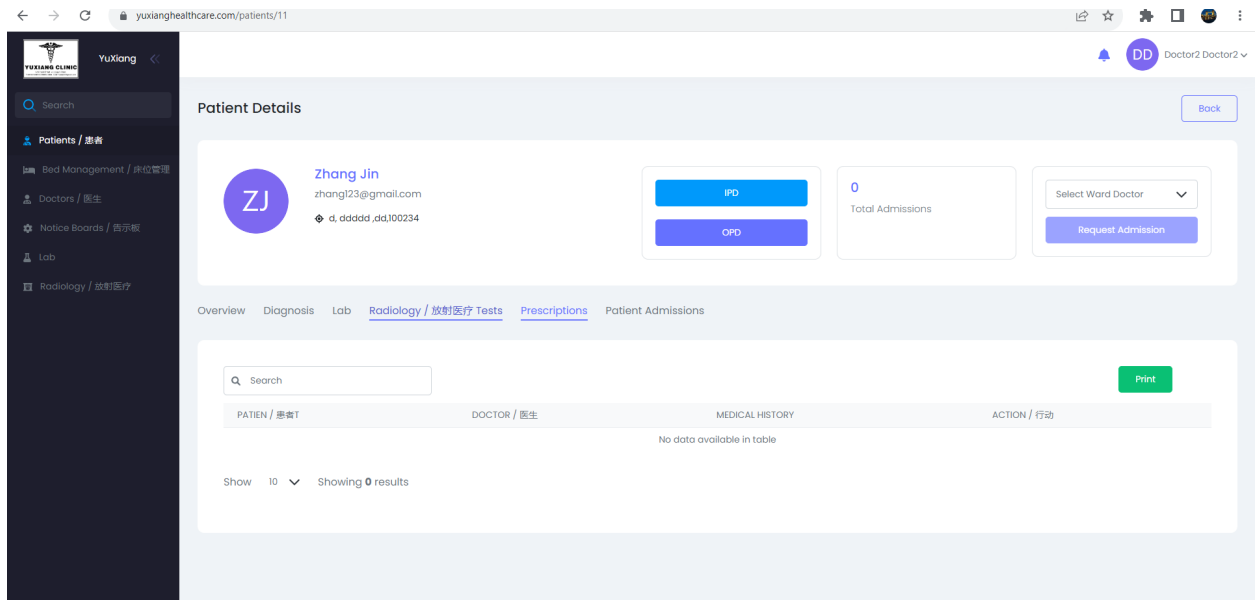 yuxianghealthcare.com/patients/11
YUXIANG CLINIC
YuXiang
DD
Doctor2 Doctor2
Search
Patients / 患者
Bed Management / 床位管理
Doctors / 医生
Notice Boards / 告示板
Lab
Radiology / 放射医疗
Patient Details
Back
ZJ
Zhang Jin
zhang123@gmail.com
d, ddddd ,dd,100234
IPD
OPD
0
Total Admissions
Select Ward Doctor
Request Admission
Overview Diagnosis Lab Radiology / 放射医疗 Tests Prescriptions Patient Admissions
Search
Print
PATIEN / 患者T DOCTOR / 医生 MEDICAL HISTORY ACTION / 行动
No data available in table
Show 10 Showing 0 results